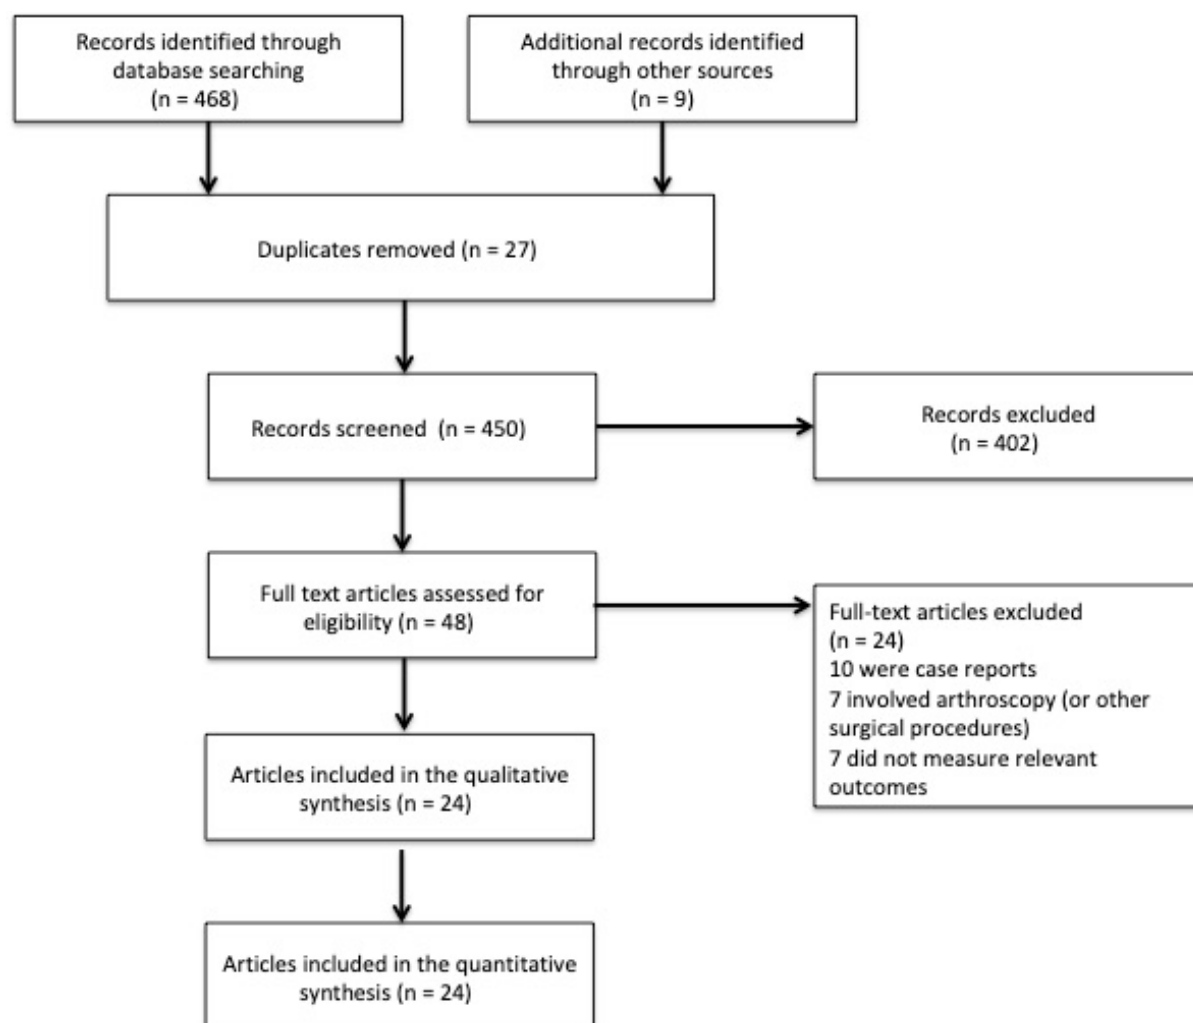 Records identified through
database searching
(n = 468)
Additional records identified
through other sources
(n = 9)
Duplicates removed (n = 27)
Records screened  (n = 450)
Records excluded
(n = 402)
Full text articles assessed for
eligibility (n = 48)
Full-text articles excluded
(n = 24)
10 were case reports
7 involved arthroscopy (or other
surgical procedures)
7 did not measure relevant
outcomes
Articles included in the qualitative
synthesis (n = 24)
Articles included in the quantitative
synthesis (n = 24)